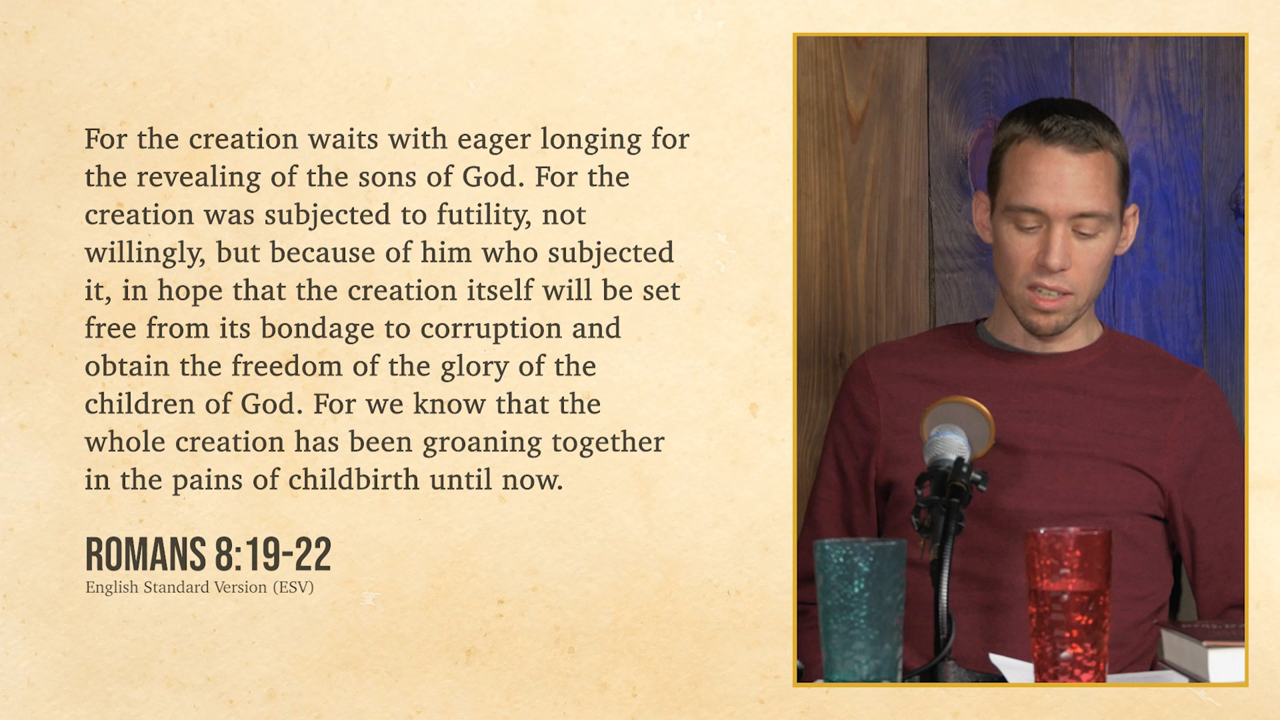 For the creation waits with eager longing for
the revealing of the sons of God. For the
creation was subjected to futility, not
willingly, but because of him who subjected
it, in hope that the creation itself will be set
free from its bondage to corruption and
obtain the freedom of the glory of the
children of God. For we know that the
whole creation has been groaning together
in the pains of childbirth until now.
ROMANS 8:19-22
English Standard Version (ESV)